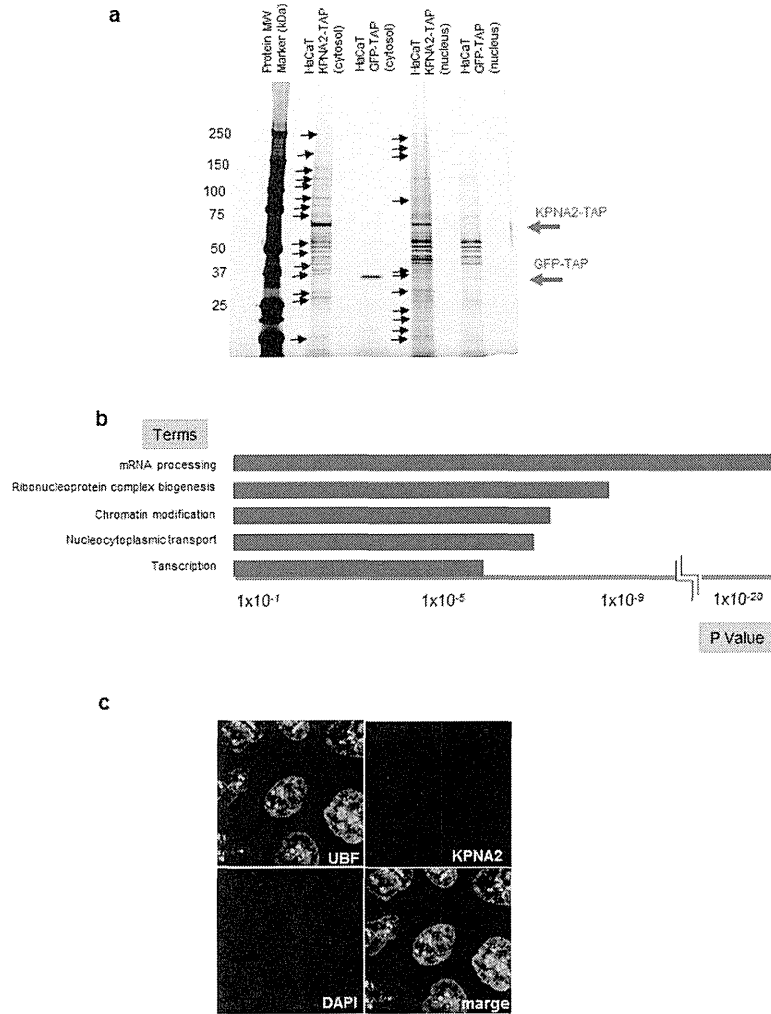 a
Protein MW
Marker (kDa)
HaCaT
KPNA2-TAP
(cytosol)
HaCaT
GFP-TAP
(cytosol)
HaCaT
KPNA2-TAP
(nucleus)
HaCaT
GFP-TAP
(nucleus)
250
150
100
75
50
37
25
KPNA2-TAP
GFP-TAP
b
Terms
mRNA processing
Ribonucleoprotein complex biogenesis
Chromatin modification
Nucleocytoplasmic transport
Tanscription
1x10⁻¹ 1x10⁻⁵ 1x10⁻⁹ 1x10⁻²⁰
P Value
c
UBF
KPNA2
DAPI
marge